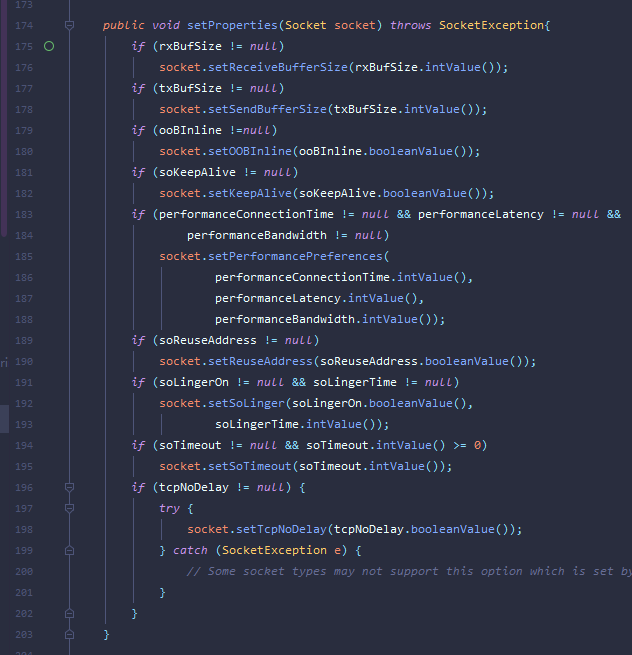 173
174 public void setProperties(Socket socket) throws SocketException{
175 if (rxBufSize != null)
176 socket.setReceiveBufferSize(rxBufSize.intValue());
177 if (txBufSize != null)
178 socket.setSendBufferSize(txBufSize.intValue());
179 if (ooBInline !=null)
180 socket.setOOBInline(ooBInline.booleanValue());
181 if (soKeepAlive != null)
182 socket.setKeepAlive(soKeepAlive.booleanValue());
183 if (performanceConnectionTime != null && performanceLatency != null &&
184 performanceBandwidth != null)
185 socket.setPerformancePreferences(
186 performanceConnectionTime.intValue(),
187 performanceLatency.intValue(),
188 performanceBandwidth.intValue());
189 if (soReuseAddress != null)
ri 190 socket.setReuseAddress(soReuseAddress.booleanValue());
191 if (soLingerOn != null && soLingerTime != null)
192 socket.setSoLinger(soLingerOn.booleanValue(),
193 soLingerTime.intValue());
194 if (soTimeout != null && soTimeout.intValue() >= 0)
195 socket.setSoTimeout(soTimeout.intValue());
196 if (tcpNoDelay != null) {
197 try {
198 socket.setTcpNoDelay(tcpNoDelay.booleanValue());
199 } catch (SocketException e) {
200 // Some socket types may not support this option which is set by
201 }
202 }
203 }